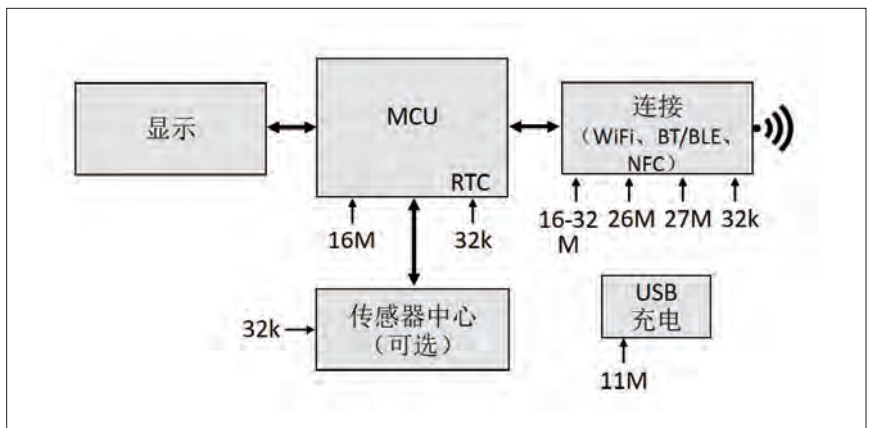 显示
MCU
RTC
连接
（WiFi、BT/BLE、
NFC）
16M
32k
16-32
M
26M
27M
32k
32k
传感器中心
（可选）
USB
充电
11M